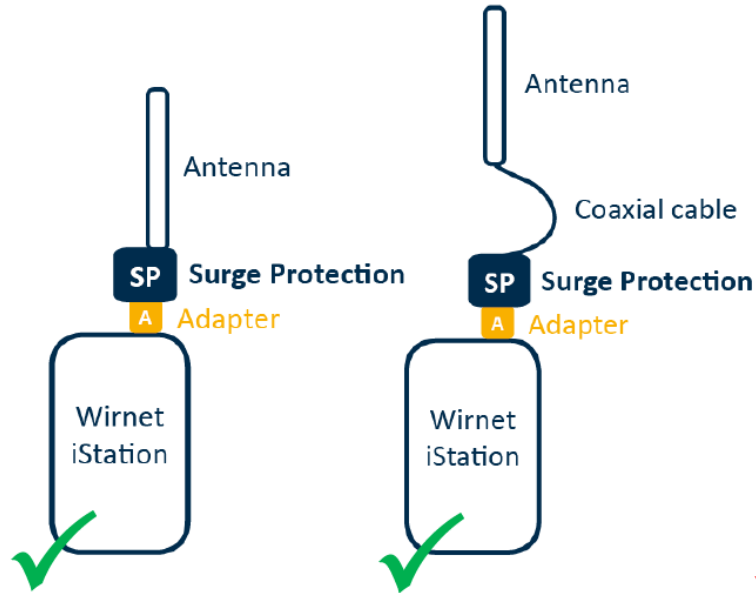 Antenna
SP Surge Protection
A Adapter
Wirnet
iStation
Antenna
Coaxial cable
SP Surge Protection
A Adapter
Wirnet
iStation